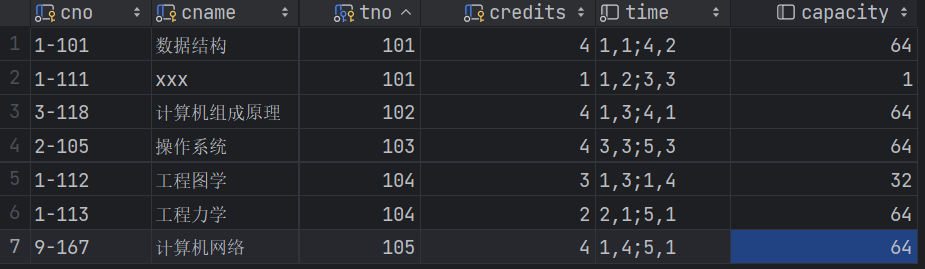 cno cname tno credits time capacity
1 1-101 数据结构 101 4 1,1;4,2 64
2 1-111 xxx 101 1 1,2;3,3 1
3 3-118 计算机组成原理 102 4 1,3;4,1 64
4 2-105 操作系统 103 4 3,3;5,3 64
5 1-112 工程图学 104 3 1,3;1,4 32
6 1-113 工程力学 104 2 2,1;5,1 64
7 9-167 计算机网络 105 4 1,4;5,1 64